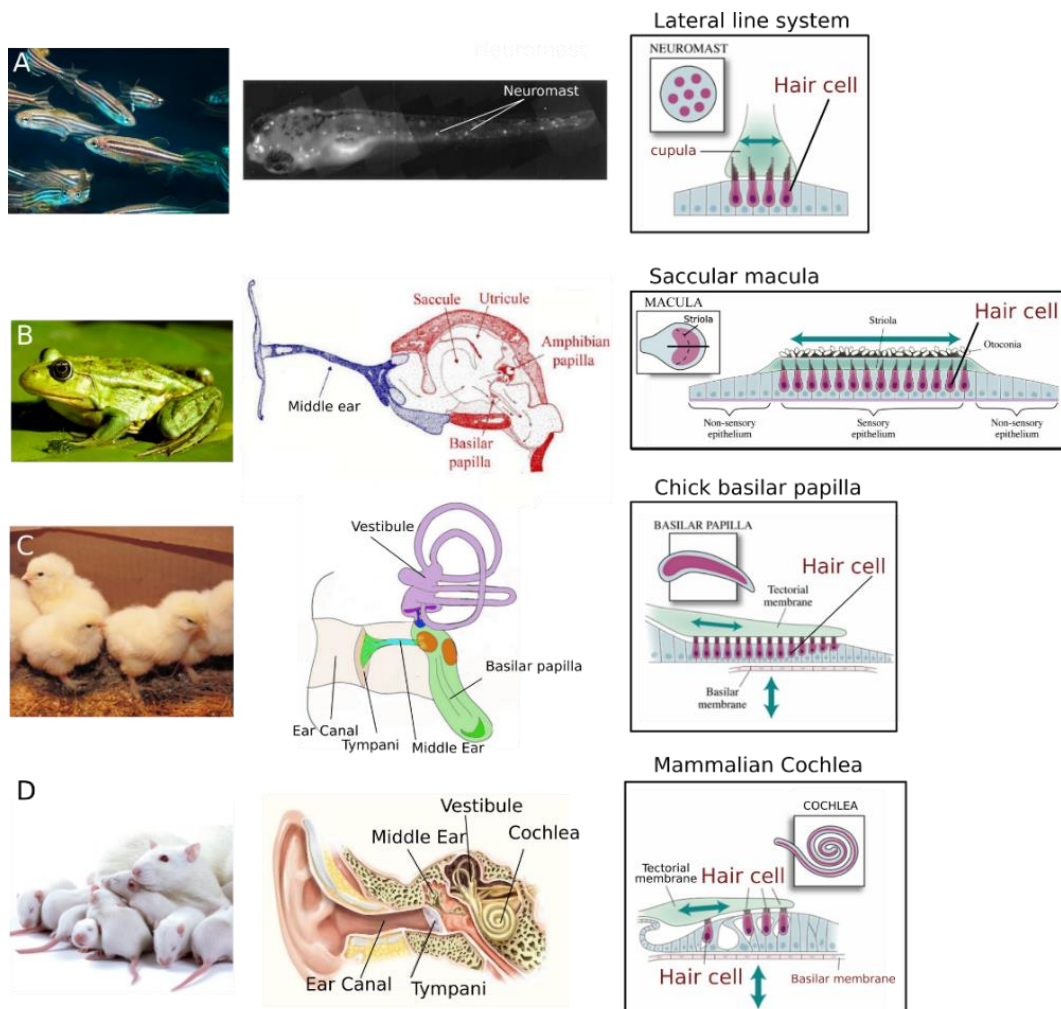 Lateral line system
A
Neuromast
Neuromast
NEUROMAST
Hair cell
cupula
Saccular macula
B
Saccule
Utricule
Amphibian
papilla
Middle ear
Basilar
papilla
MACULA
Striola
Striola
Hair cell
Otoconia
Non-sensory
epithelium
Sensory
epithelium
Non-sensory
epithelium
Chick basilar papilla
C
Vestibule
Basilar papilla
Ear Canal
Tympani
Middle Ear
BASILAR PAPILLA
Hair cell
Tectorial
membrane
Basilar
membrane
Mammalian Cochlea
D
Vestibule
Middle Ear
Cochlea
Ear Canal
Tympani
COCHLEA
Tectorial
membrane
Hair cell
Hair cell
Basilar membrane